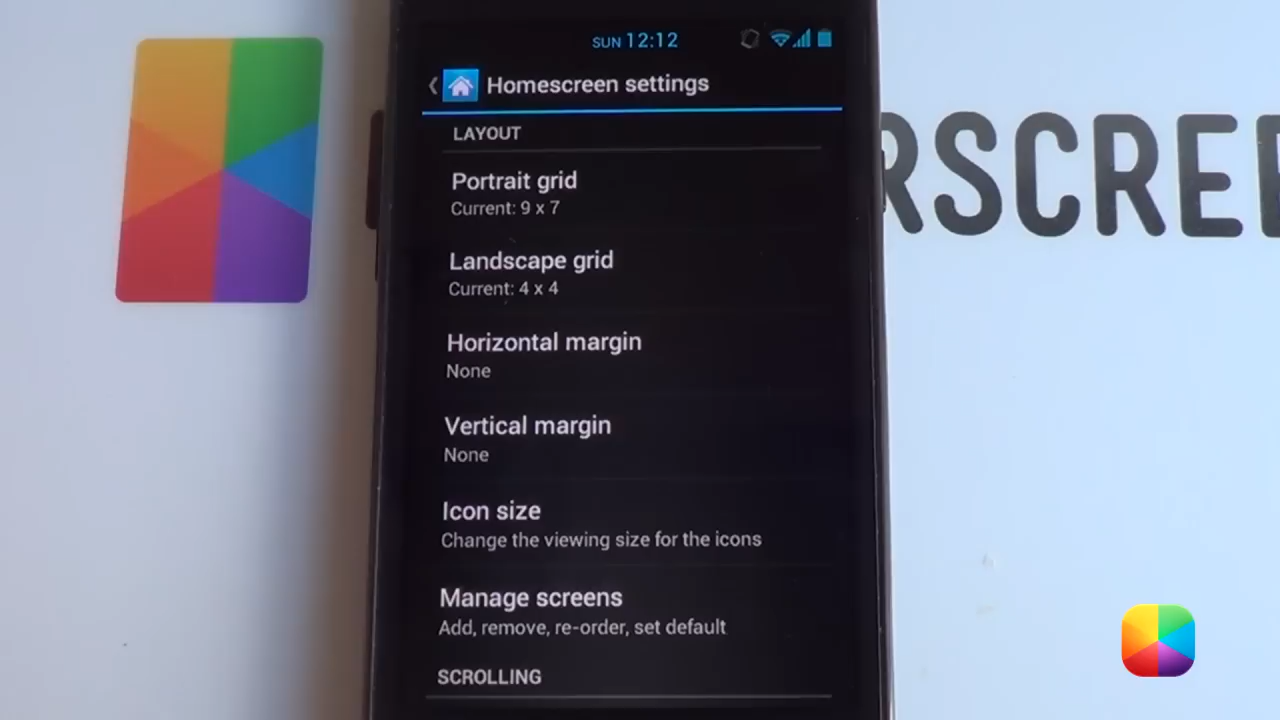 SUN 12:12
Homescreen settings
LAYOUT
Portrait grid
Current: 9 x 7
Landscape grid
Current: 4 x 4
Horizontal margin
None
Vertical margin
None
Icon size
Change the viewing size for the icons
Manage screens
Add, remove, re-order, set default
SCROLLING
RSCREE